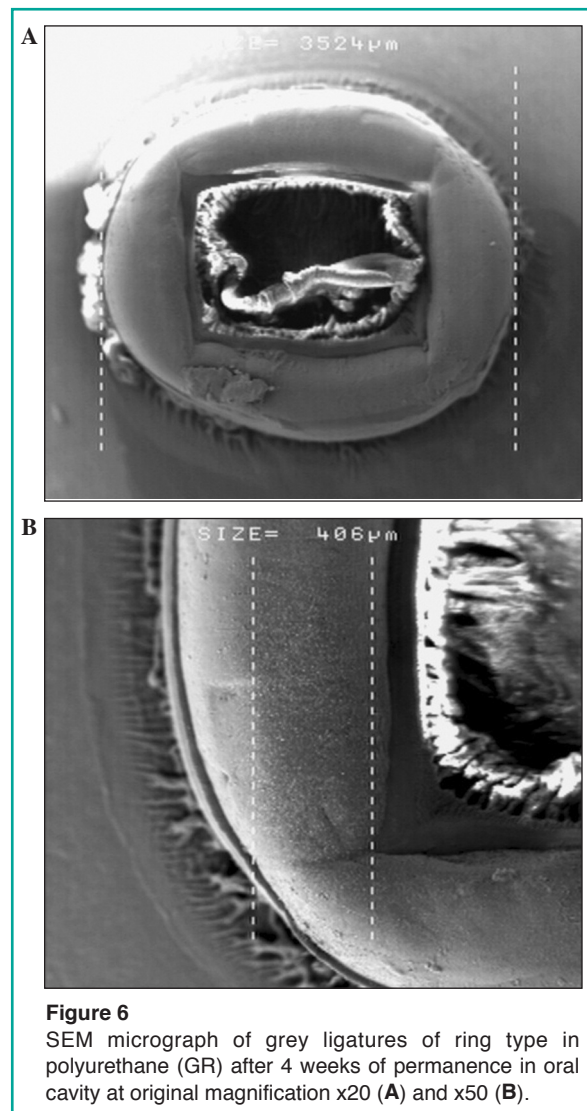 A
SIZE= 3524µm
B
SIZE= 406µm
Figure 6
SEM micrograph of grey ligatures of ring type in
polyurethane (GR) after 4 weeks of permanence in oral
cavity at original magnification x20 (A) and x50 (B).